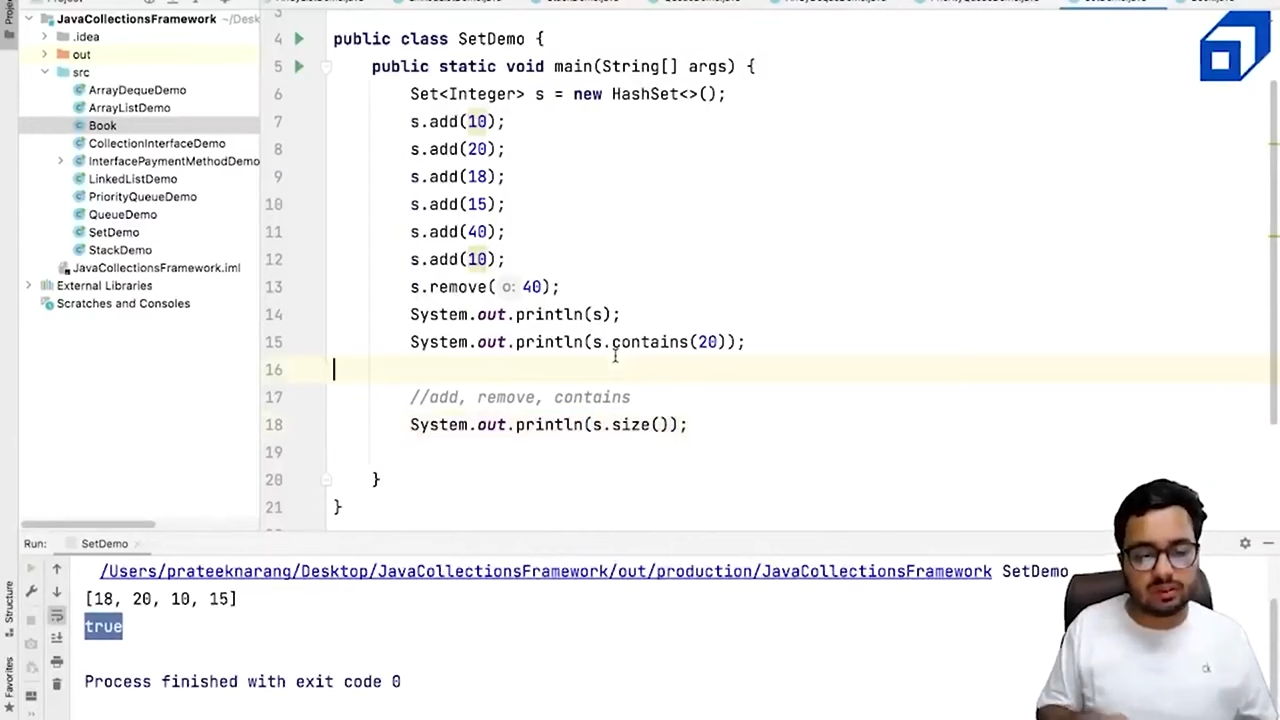 JavaCollectionsFramework ~/Desk
.idea
out
src
ArrayDequeDemo
ArrayListDemo
Book
CollectionInterfaceDemo
InterfacePaymentMethodDemo
LinkedListDemo
PriorityQueueDemo
QueueDemo
SetDemo
StackDemo
JavaCollectionsFramework.iml
External Libraries
Scratches and Consoles
3
4 public class SetDemo {
5 public static void main(String[] args) {
6 Set<Integer> s = new HashSet<>();
7 s.add(10);
8 s.add(20);
9 s.add(18);
10 s.add(15);
11 s.add(40);
12 s.add(10);
13 s.remove( o: 40);
14 System.out.println(s);
15 System.out.println(s.contains(20));
16
17 //add, remove, contains
18 System.out.println(s.size());
19
20 }
21 }
Run: SetDemo
/Users/prateeknarang/Desktop/JavaCollectionsFramework/out/production/JavaCollectionsFramework SetDemo
[18, 20, 10, 15]
true
Process finished with exit code 0
Structure
Favorites